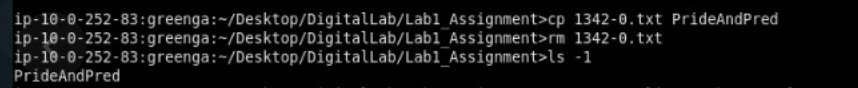 ip-10-0-252-83:greenga:~/Desktop/DigitalLab/Lab1_Assignment>cp 1342-0.txt PrideAndPred
ip-10-0-252-83:greenga:~/Desktop/DigitalLab/Lab1_Assignment>rm 1342-0.txt
ip-10-0-252-83:greenga:~/Desktop/DigitalLab/Lab1_Assignment>ls -1
PrideAndPred